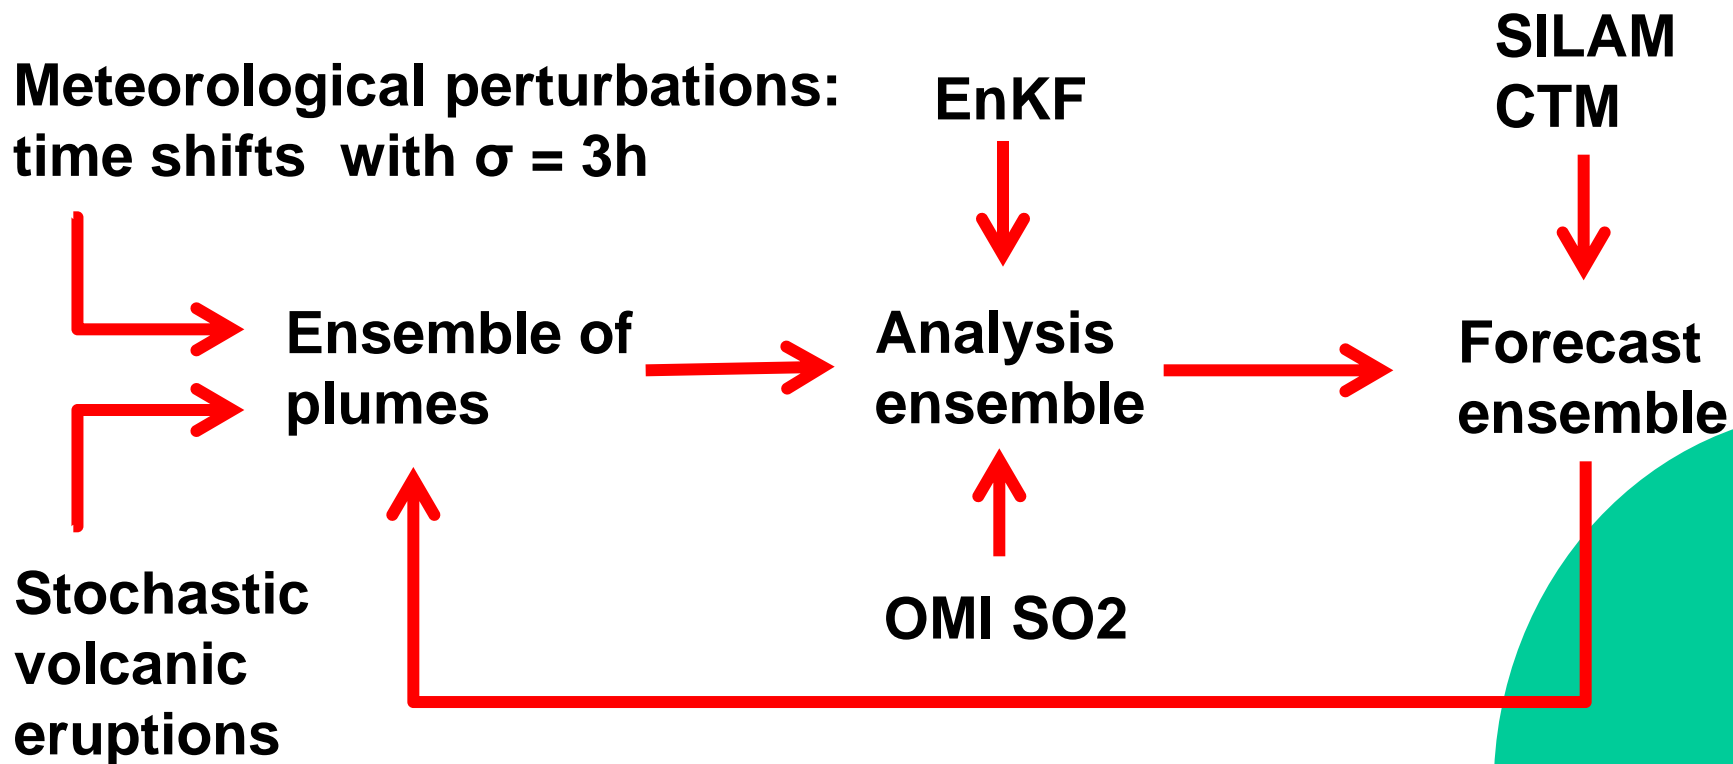 Meteorological perturbations:
time shifts with σ = 3h
EnKF
SILAM
CTM
Ensemble of
plumes
Analysis
ensemble
Forecast
ensemble
Stochastic
volcanic
eruptions
OMI SO2